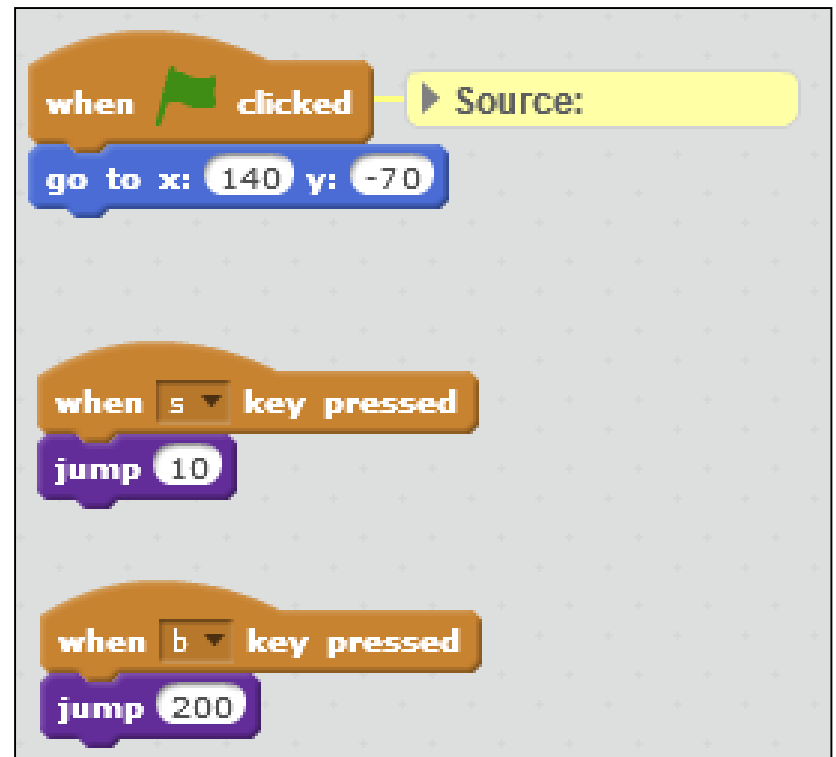 when clicked Source:
go to x: 140 y: -70
when s key pressed
jump 10
when b key pressed
jump 200